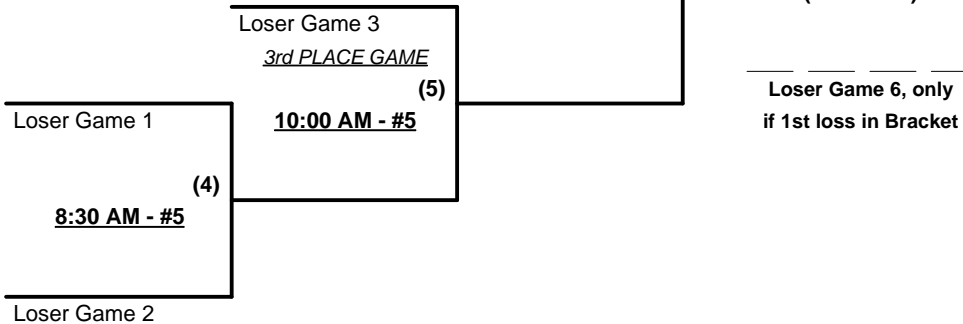 Loser Game 3
3rd PLACE GAME
(5)
10:00 AM - #5
Loser Game 1
(4)
8:30 AM - #5
Loser Game 2
Loser Game 6, only
if 1st loss in Bracket